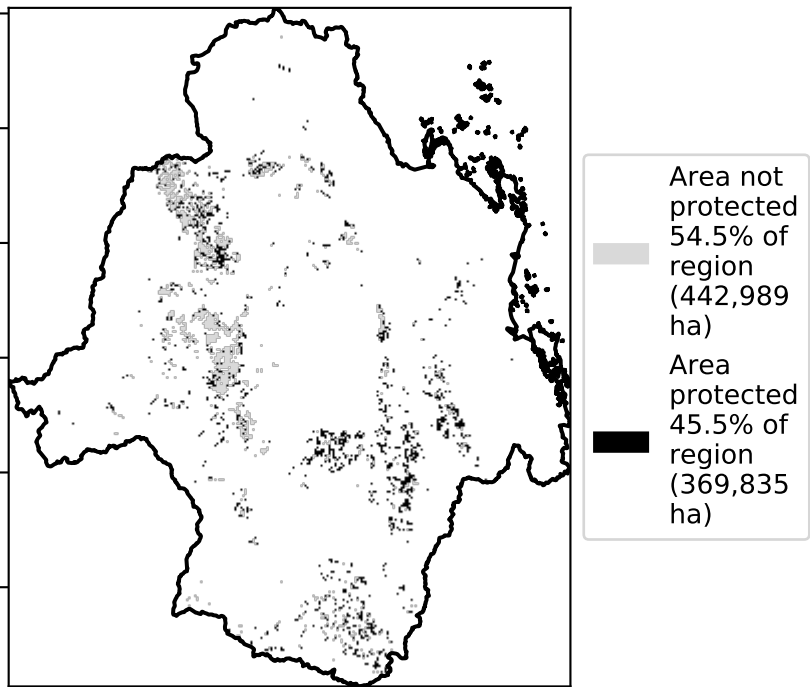 Area not
protected
54.5% of
region
(442,989
ha)
Area
protected
45.5% of
region
(369,835
ha)